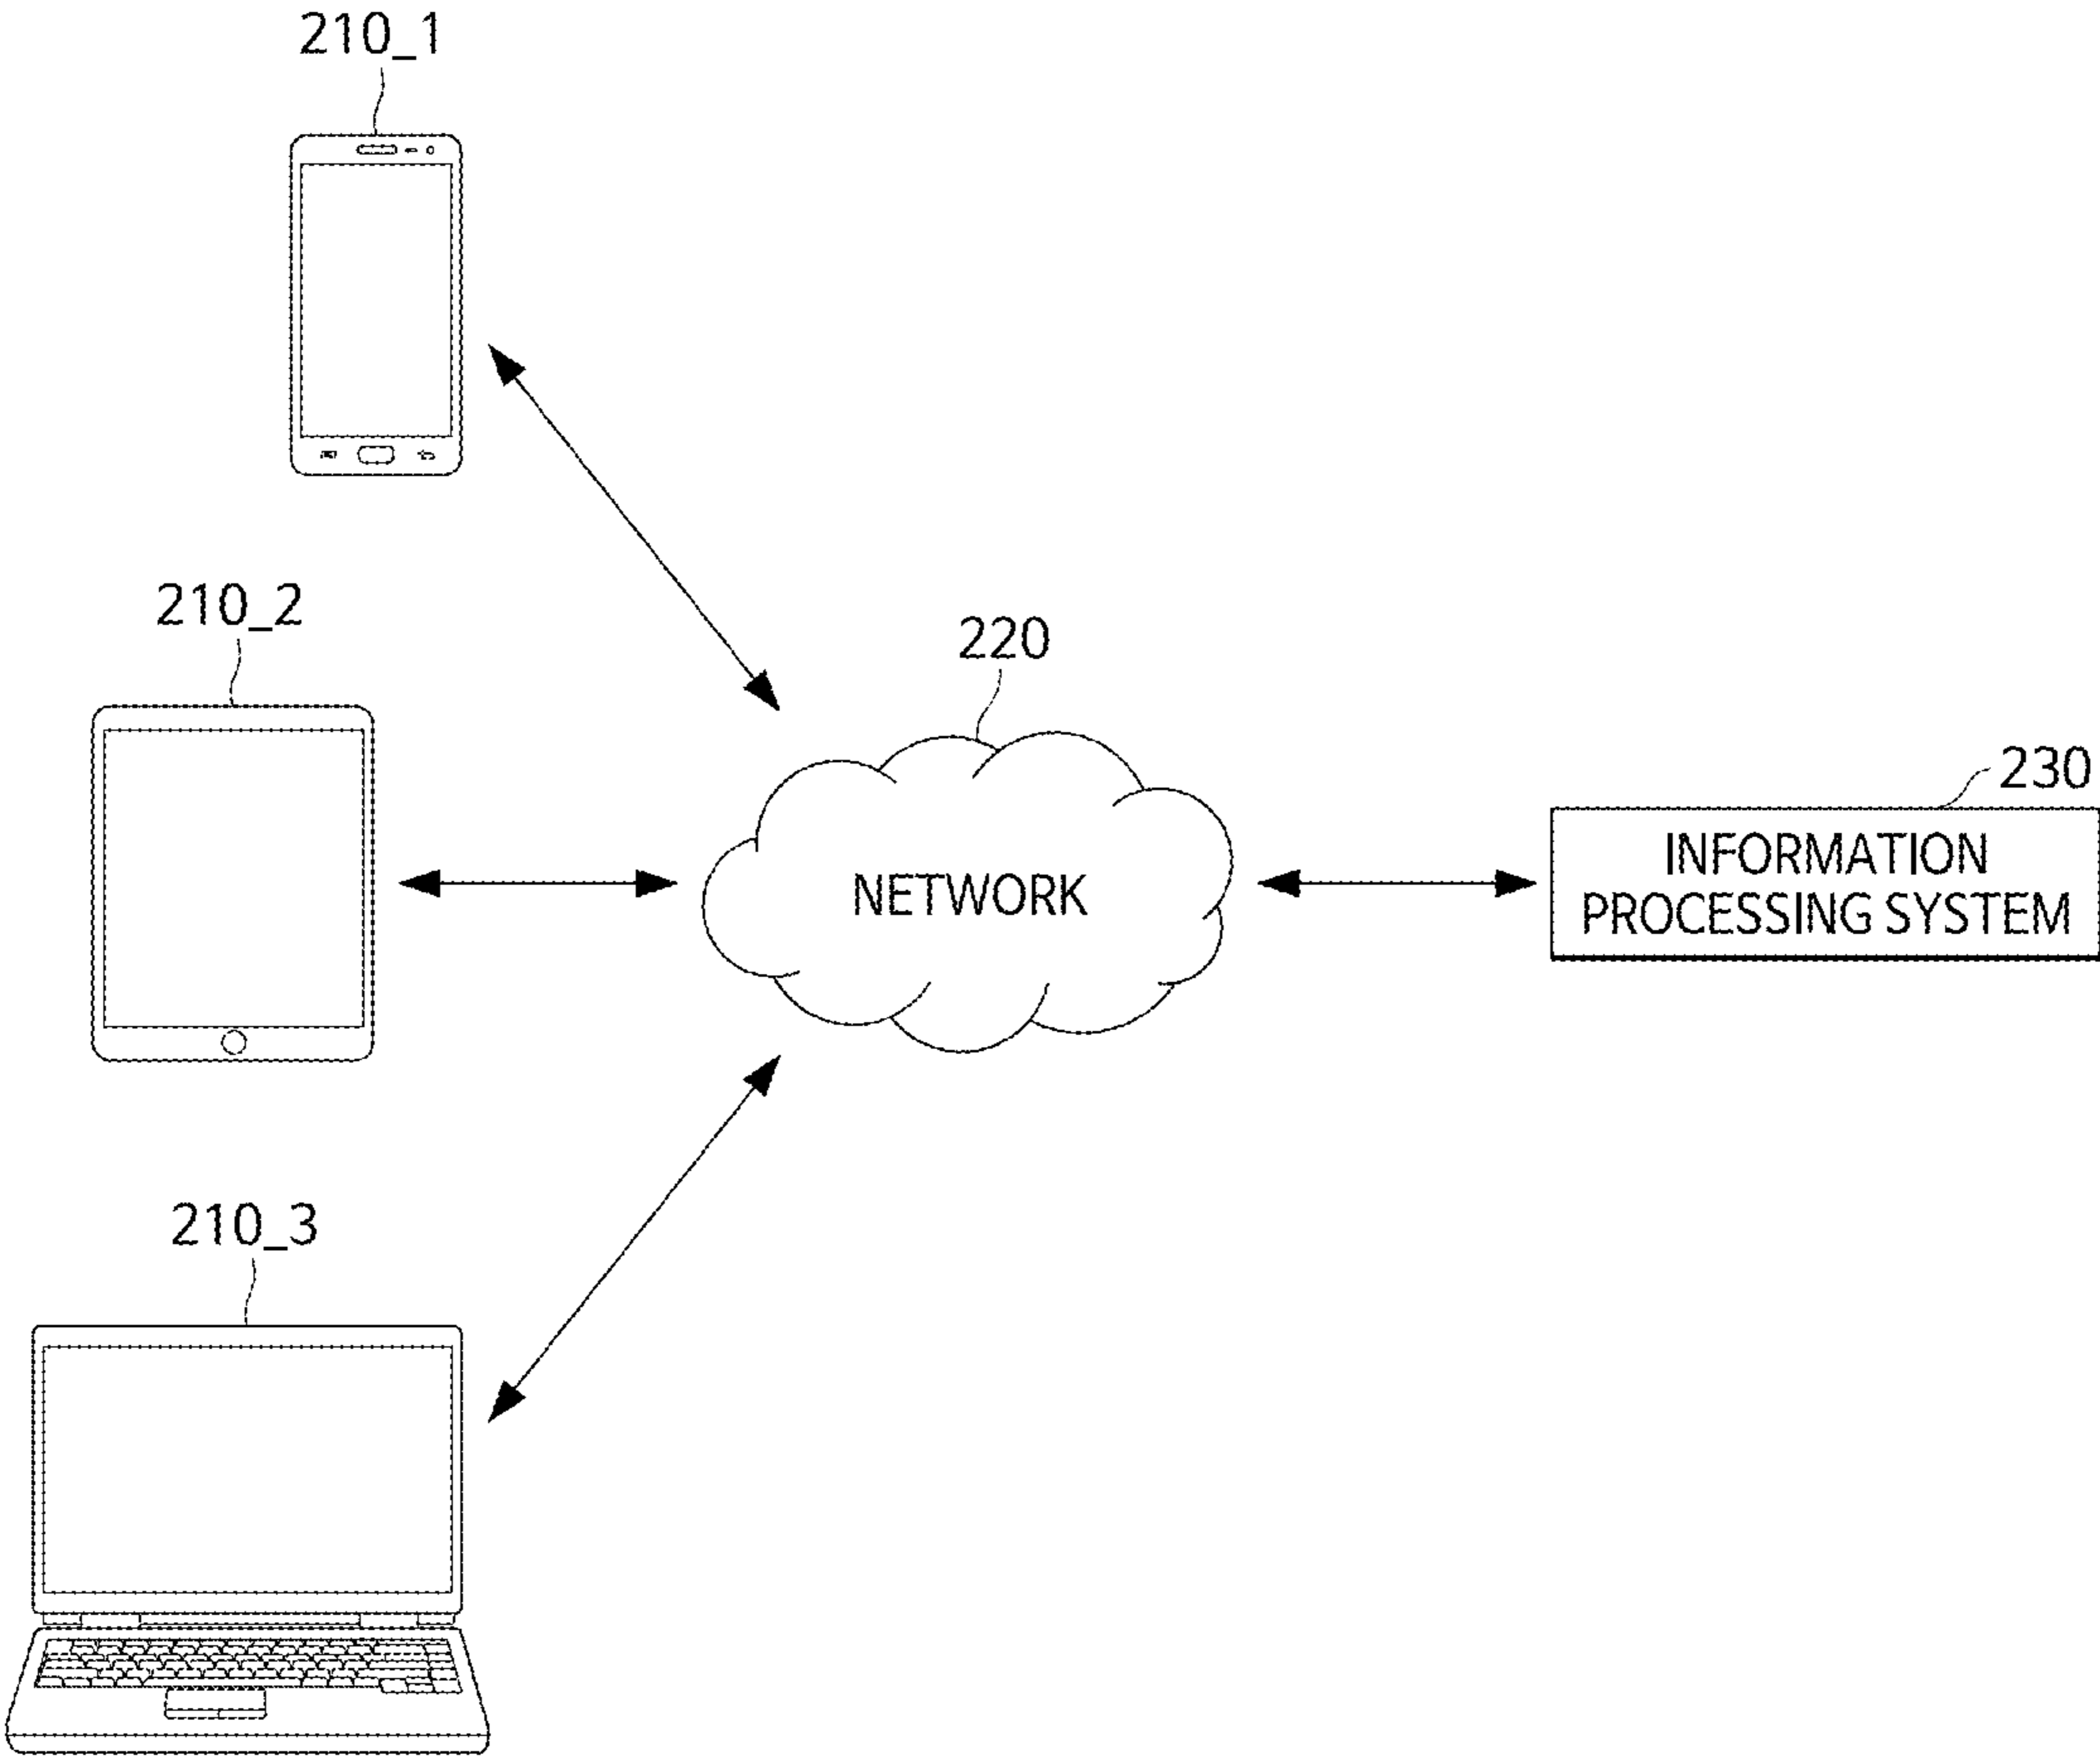 210_1
210_2
220
230
INFORMATION
PROCESSING SYSTEM
NETWORK
210_3